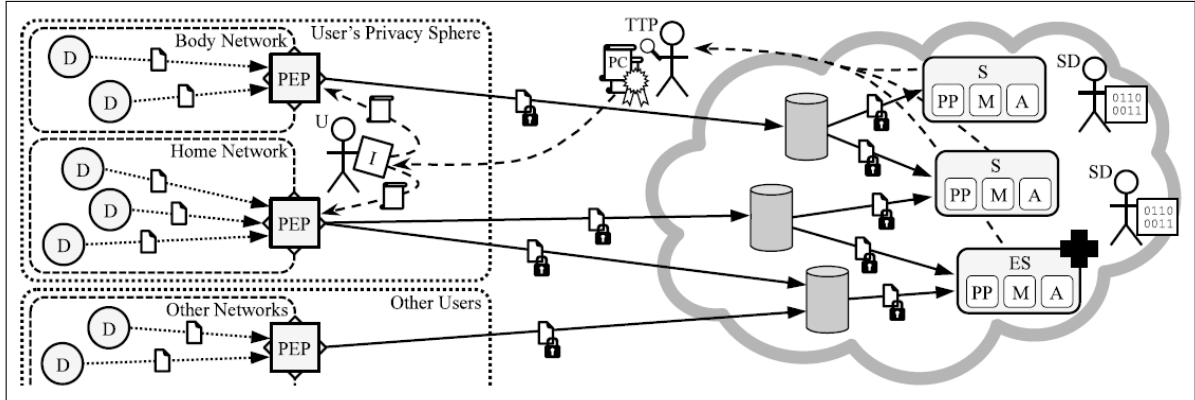 User's Privacy Sphere
Body Network
D
D
PEP
U
I
Home Network
D
D
D
PEP
Other Users
Other Networks
D
D
PEP
TTP
PC
S
PP M A
SD
0110
0011
S
PP M A
SD
0110
0011
ES
PP M A